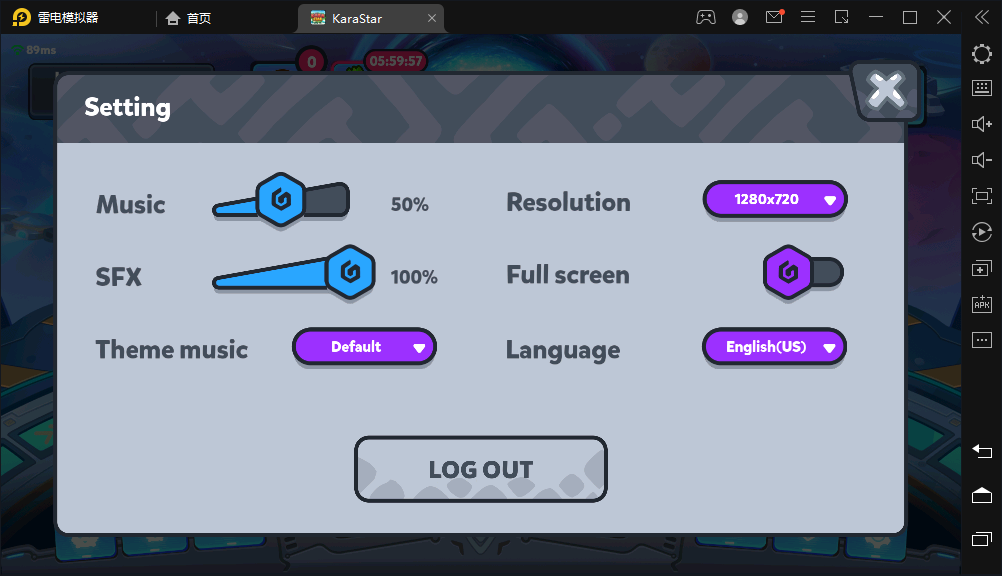 雷电模拟器
首页
KaraStar
89ms
0
05:59:57
Setting
Music
50%
Resolution
1280x720
SFX
100%
Full screen
Theme music
Default
Language
English(US)
LOG OUT
APK